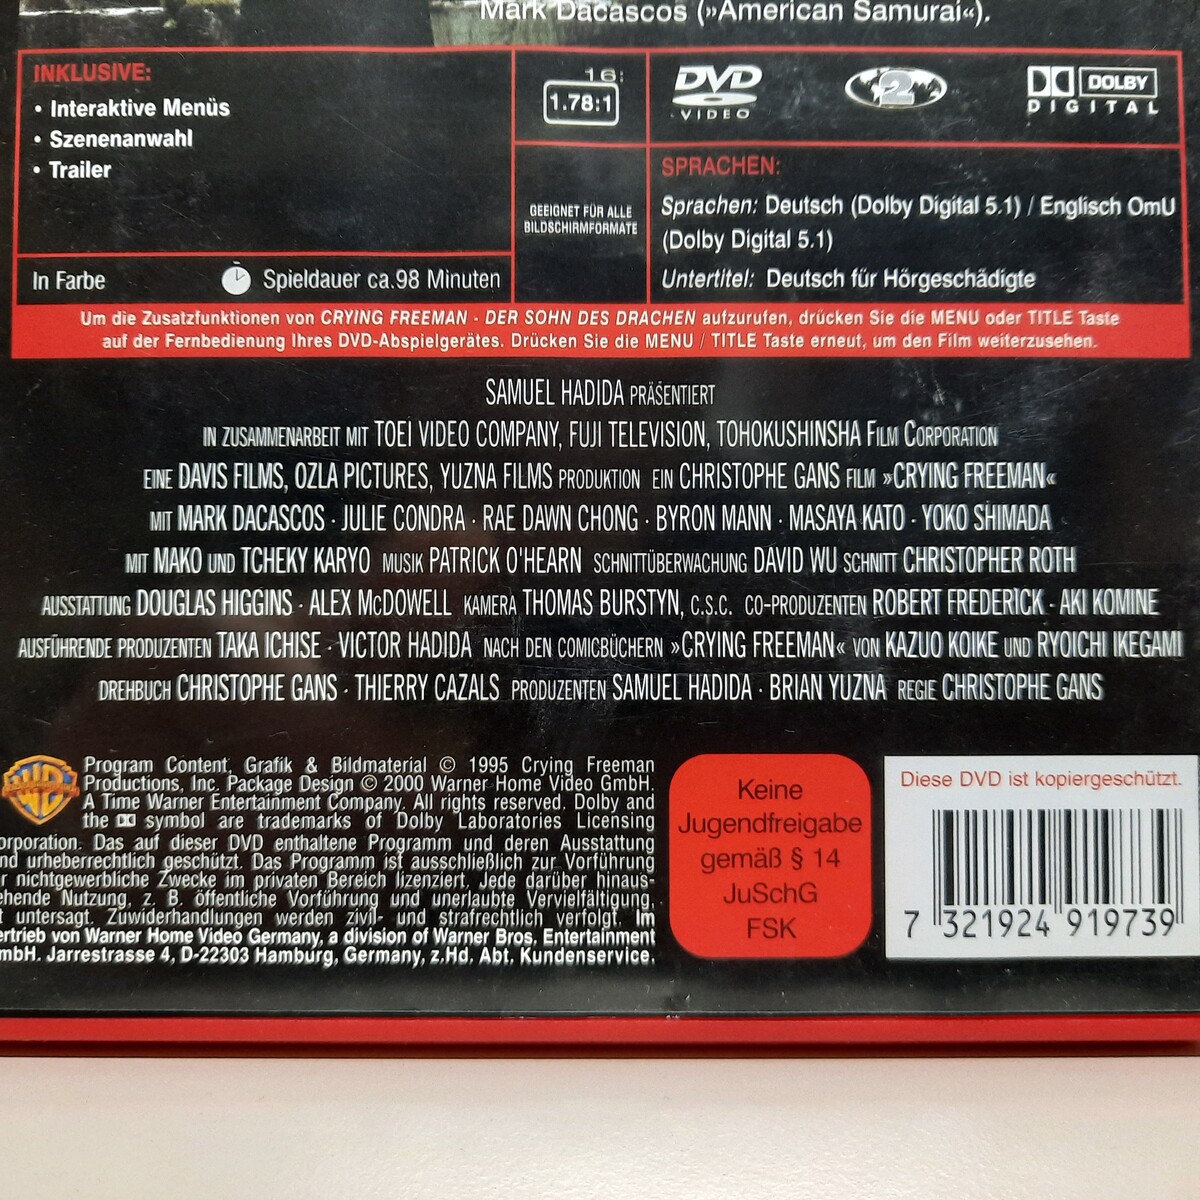 Mark Dacascos (»American Samurai«).
INKLUSIVE:
• Interaktive Menüs
• Szenenanwahl
• Trailer
In Farbe
Spieldauer ca.98 Minuten
16:
1.78:1
GEEIGNET FÜR ALLE
BILDSCHIRMFORMATE
DVD
VIDEO
2
DOLBY
DIGITAL
SPRACHEN:
Sprachen: Deutsch (Dolby Digital 5.1) / Englisch OmU
(Dolby Digital 5.1)
Untertitel: Deutsch für Hörgeschädigte
Um die Zusatzfunktionen von CRYING FREEMAN - DER SOHN DES DRACHEN aufzurufen, drücken Sie die MENU oder TITLE Taste
auf der Fernbedienung Ihres DVD-Abspielgerätes. Drücken Sie die MENU / TITLE Taste erneut, um den Film weiterzusehen.
SAMUEL HADIDA PRÄSENTIERT
IN ZUSAMMENARBEIT MIT TOEI VIDEO COMPANY, FUJI TELEVISION, TOHOKUSHINSHA FILM CORPORATION
EINE DAVIS FILMS, OZLA PICTURES, YUZNA FILMS PRODUKTION EIN CHRISTOPHE GANS FILM »CRYING FREEMAN«
MIT MARK DACASCOS · JULIE CONDRA · RAE DAWN CHONG · BYRON MANN · MASAYA KATO · YOKO SHIMADA
MIT MAKO UND TCHEKY KARYO MUSIK PATRICK O'HEARN SCHNITTÜBERWACHUNG DAVID WU SCHNITT CHRISTOPHER ROTH
AUSSTATTUNG DOUGLAS HIGGINS · ALEX McDOWELL KAMERA THOMAS BURSTYN, C.S.C. CO-PRODUZENTEN ROBERT FREDERICK · AKI KOMINE
AUSFÜHRENDE PRODUZENTEN TAKA ICHISE · VICTOR HADIDA NACH DEN COMICBÜCHERN »CRYING FREEMAN« VON KAZUO KOIKE UND RYOICHI IKEGAMI
DREHBUCH CHRISTOPHE GANS · THIERRY CAZALS PRODUZENTEN SAMUEL HADIDA · BRIAN YUZNA REGIE CHRISTOPHE GANS
Program Content, Grafik & Bildmaterial © 1995 Crying Freeman
Productions, Inc. Package Design © 2000 Warner Home Video GmbH.
A Time Warner Entertainment Company. All rights reserved. Dolby and
the symbol are trademarks of Dolby Laboratories Licensing
orporation. Das auf dieser DVD enthaltene Programm und deren Ausstattung
nd urheberrechtlich geschützt. Das Programm ist ausschließlich zur Vorführung
r nichtgewerbliche Zwecke im privaten Bereich lizenziert. Jede darüber hinaus-
ehende Nutzung, z. B. öffentliche Vorführung und unerlaubte Vervielfältigung,
t untersagt. Zuwiderhandlungen werden zivil- und strafrechtlich verfolgt. Im
ertrieb von Warner Home Video Germany, a division of Warner Bros. Entertainment
mbH. Jarrestrasse 4, D-22303 Hamburg, Germany, z.Hd. Abt. Kundenservice.
Keine
Jugendfreigabe
gemäß § 14
JuSchG
FSK
Diese DVD ist kopiergeschützt.
7 321924 919739